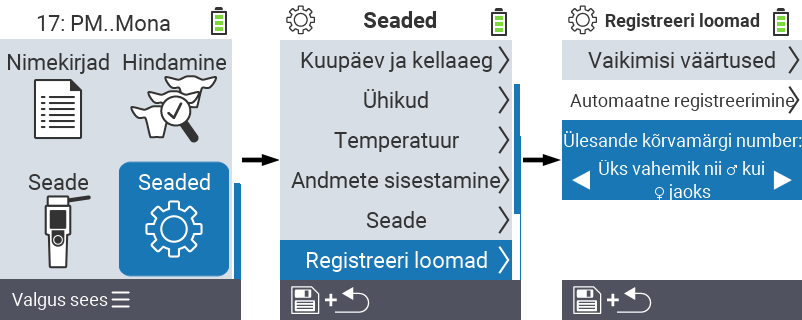 17: PM..Mona
Nimekirjad
Hindamine
Seade
Seaded
Valgus sees
Seaded
Kuupäev ja kellaaeg
Ühikud
Temperatuur
Andmete sisestamine
Seade
Registreeri loomad
Registreeri loomad
Vaikimisi väärtused
Automaatne registreerimine
Ülesande kõrvamärgi number:
Üks vahemik nii ♂ kui
♀ jaoks